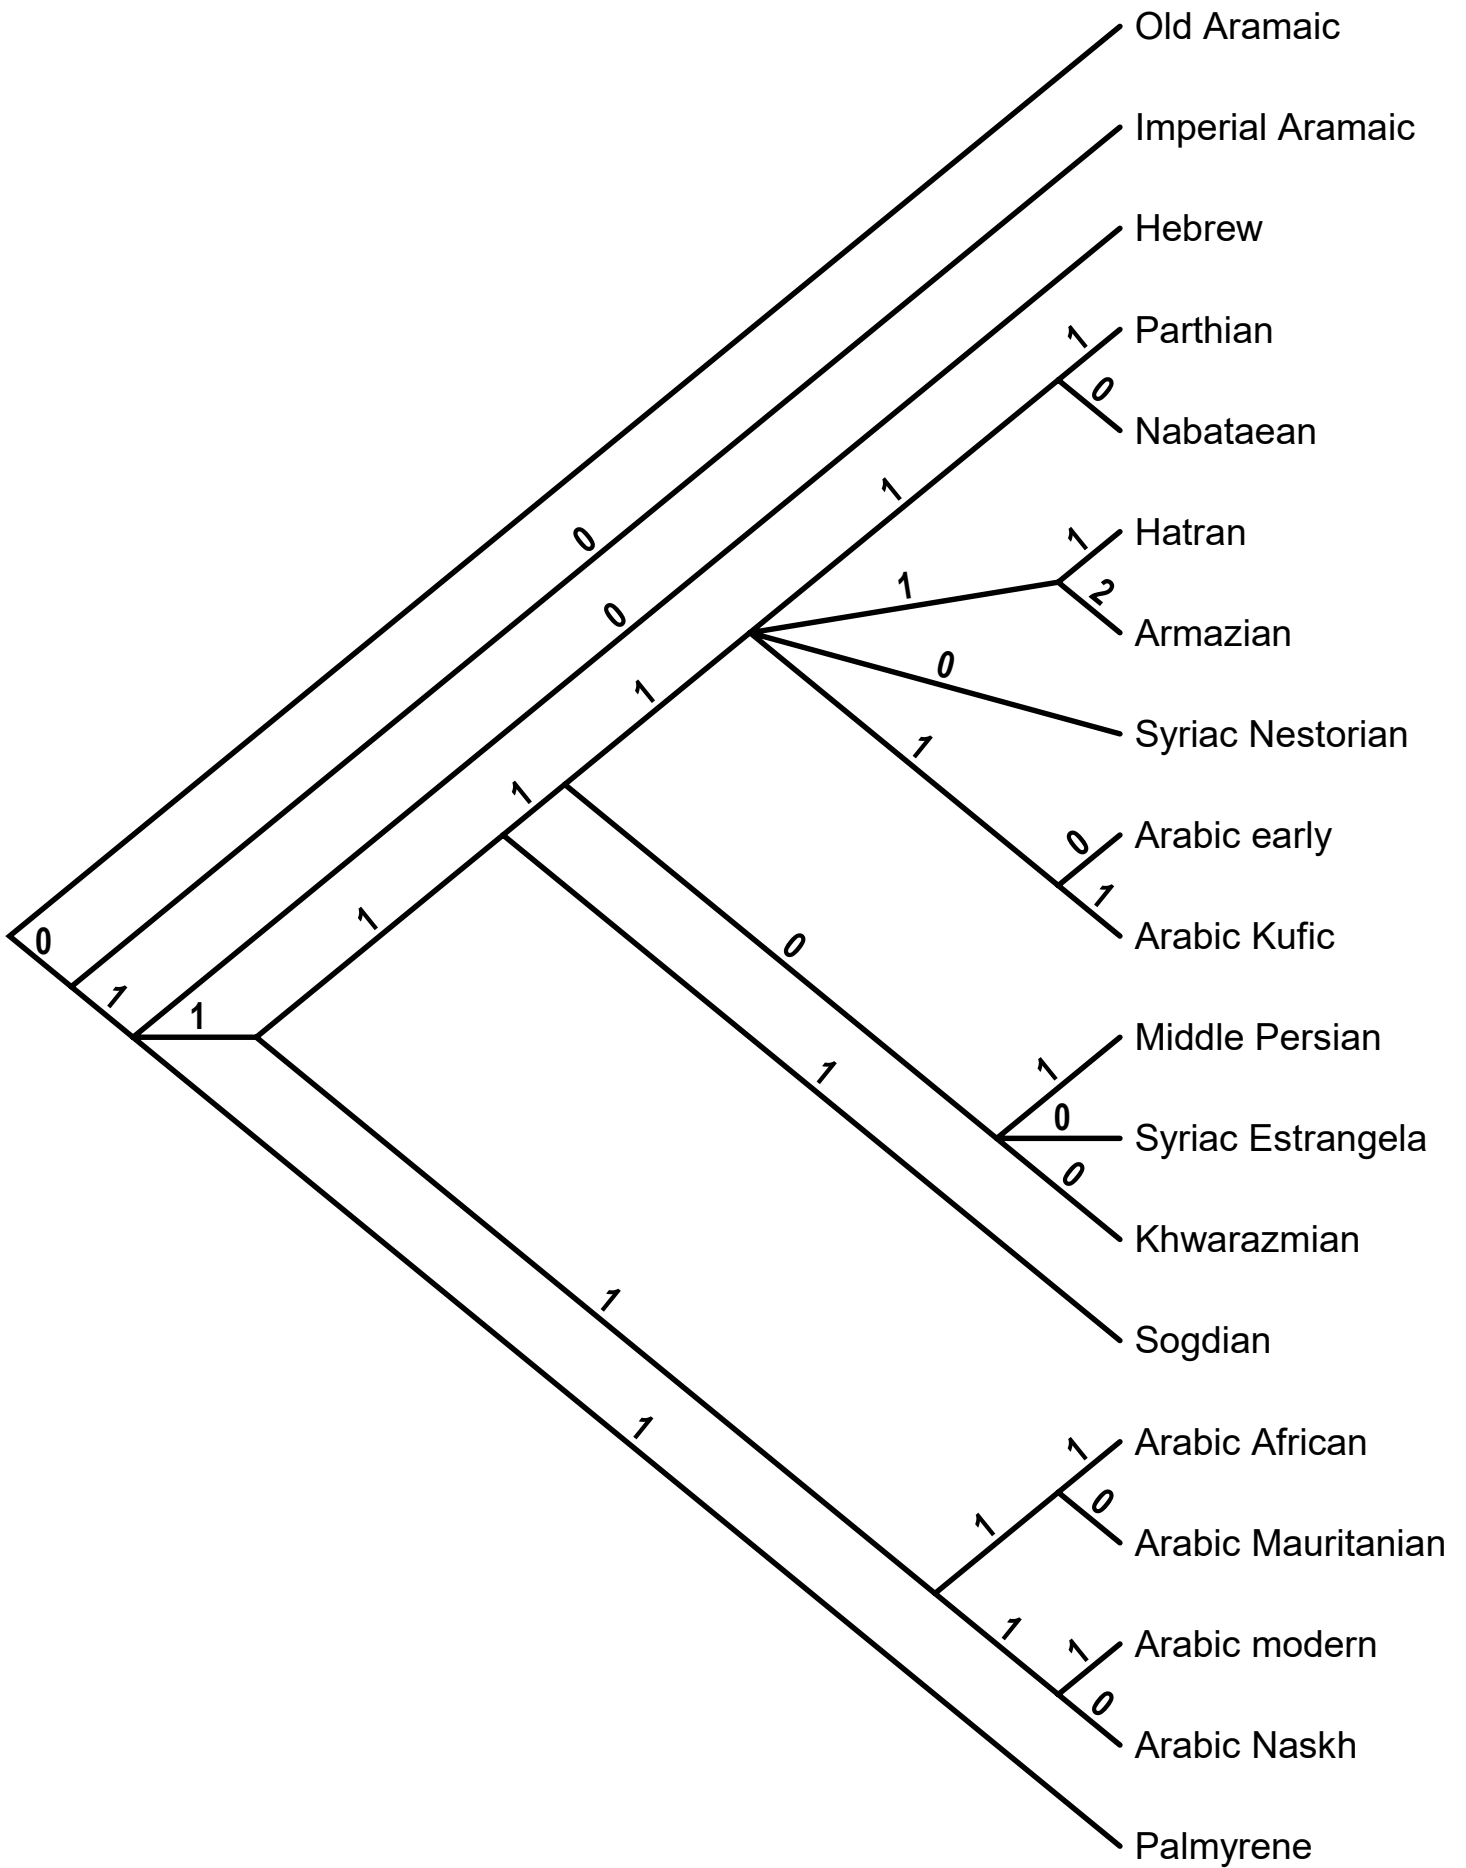 Old Aramaic
Imperial Aramaic
Hebrew
1 Parthian
0
Nabataean
1
1 Hatran
0
1
2
Armazian
0
0
1
Syriac Nestorian
1
1
0 Arabic early
1
1
Arabic Kufic
0
0
1
1
1 Middle Persian
1
0
Syriac Estrangela
0
Khwarazmian
1
Sogdian
1
1 Arabic African
1
0
1
Arabic Mauritanian
1
1 Arabic modern
0
Arabic Naskh
Palmyrene